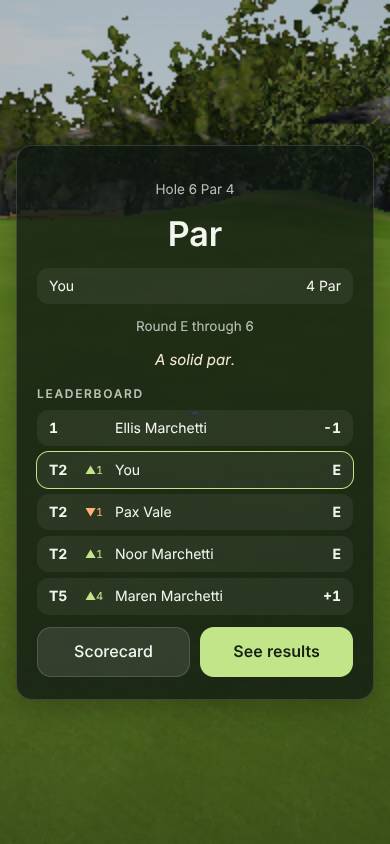 Hole 6 Par 4
Par
You 4 Par
Round E through 6
A solid par.
LEADERBOARD
1 Ellis Marchetti -1
T2 ▲1 You E
T2 ▼1 Pax Vale E
T2 ▲1 Noor Marchetti E
T5 ▲4 Maren Marchetti +1
Scorecard See results